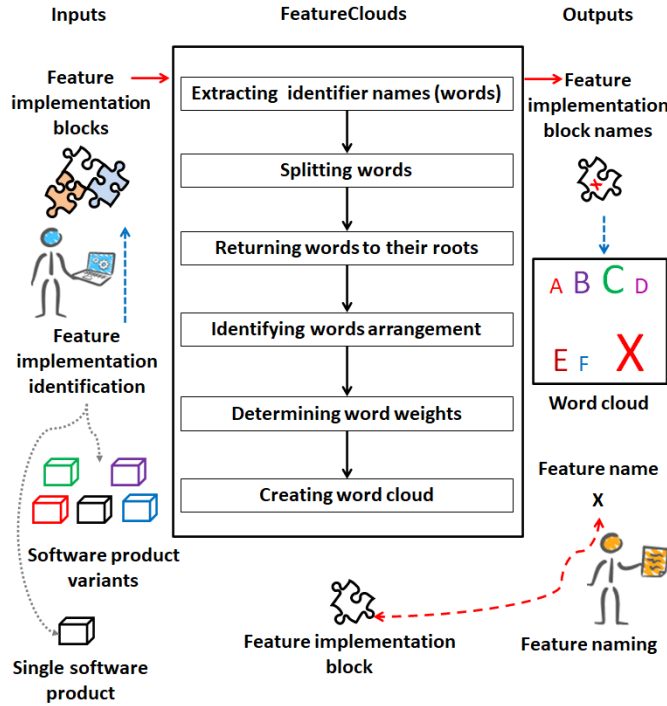 Inputs
FeatureClouds
Outputs
Feature
implementation
blocks
Feature
implementation
identification
Software product
variants
Single software
product
Extracting identifier names (words)
Splitting words
Returning words to their roots
Identifying words arrangement
Determining word weights
Creating word cloud
Feature
implementation
block names
X
A B C D
E F X
Word cloud
Feature name
X
Feature naming
Feature implementation
block